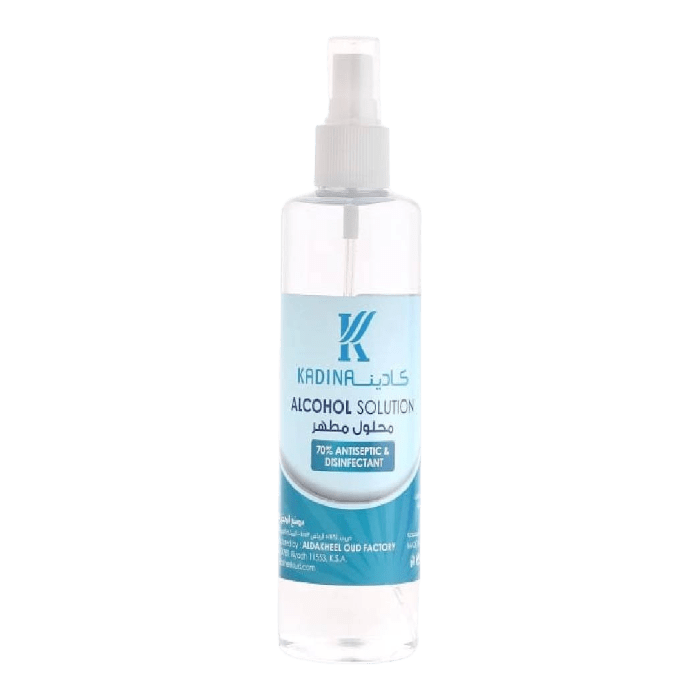 K
KADINA كادينا
ALCOHOL SOLUTION
محلول مطهر
70% ANTISEPTIC &
DISINFECTANT
ALDAKHEEL OUD FACTORY
Riyadh 11553, K.S.A.